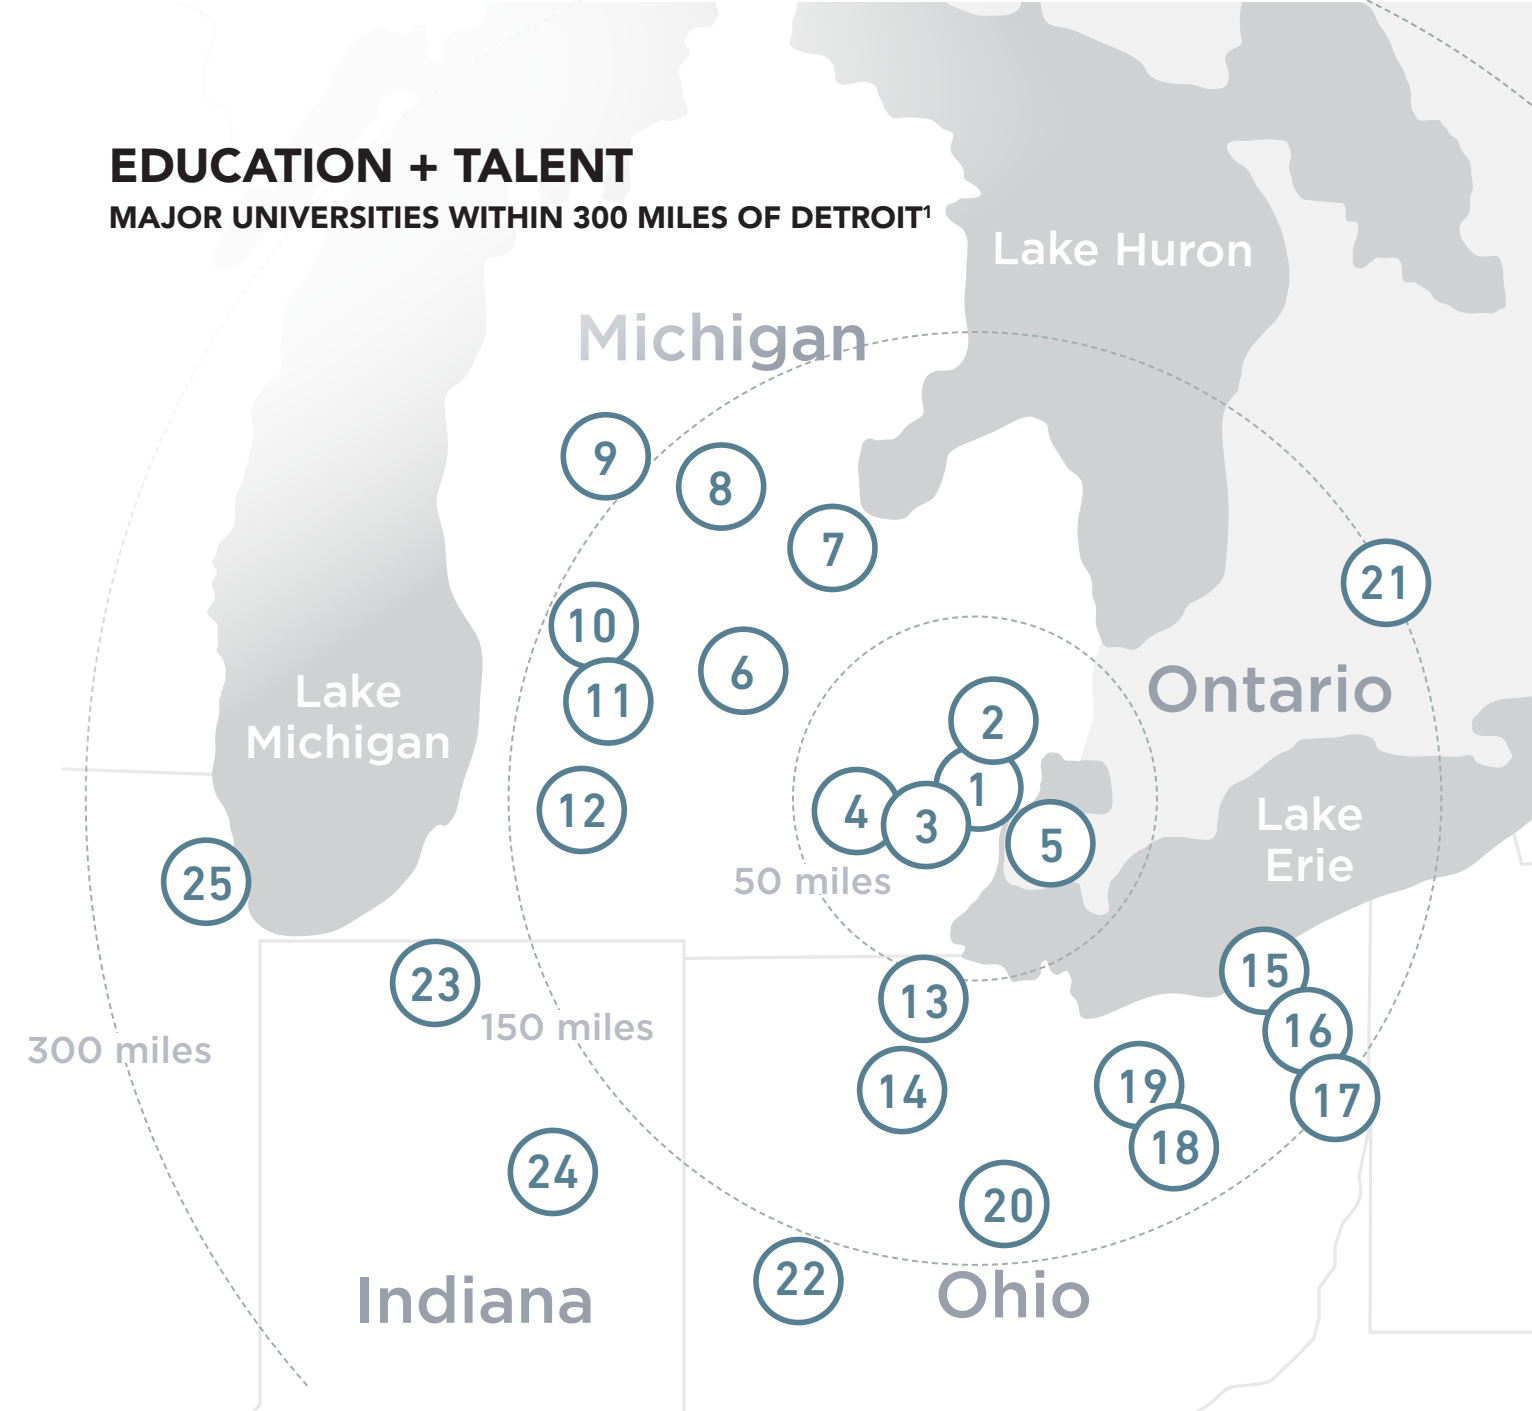 EDUCATION + TALENT
MAJOR UNIVERSITIES WITHIN 300 MILES OF DETROIT¹
Lake Huron
Michigan
9
8
7
21
10
6
11
Lake
Michigan
Ontario
2
1
4
3
5
12
Lake
Erie
50 miles
25
23
13
15
150 miles
16
300 miles
14
19
17
18
24
20
22
Indiana
Ohio